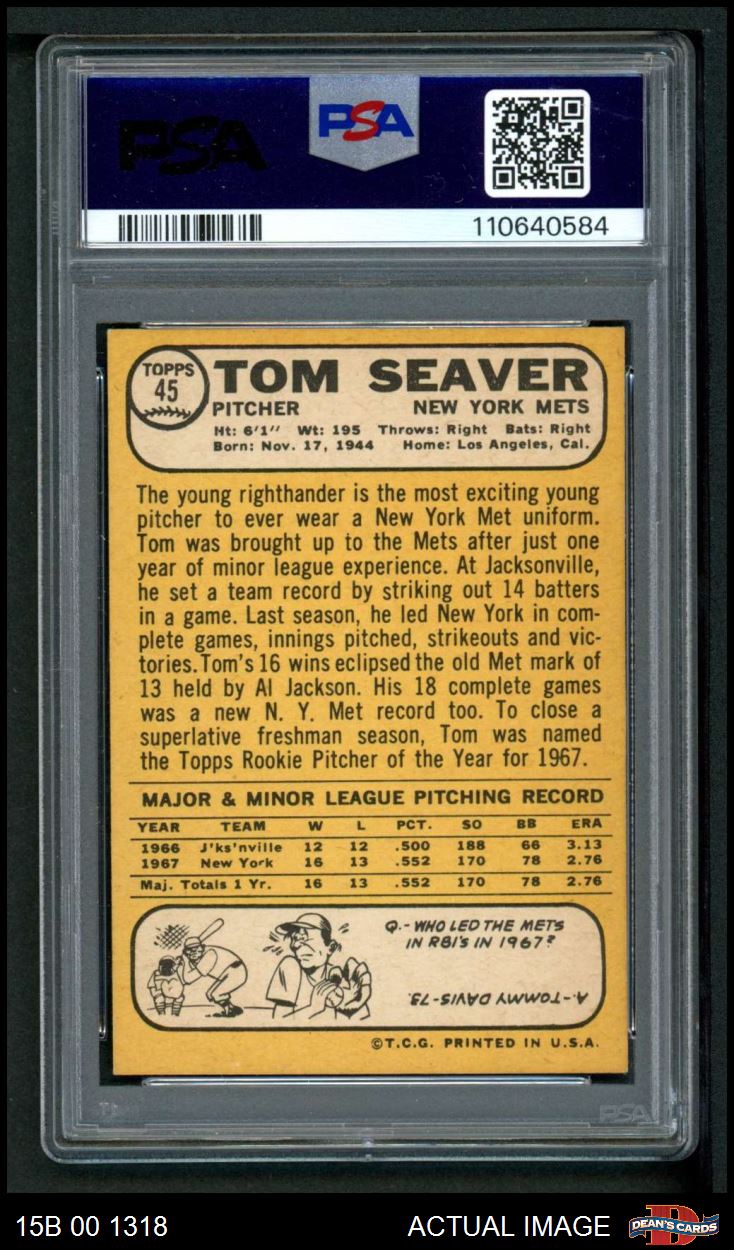 PSA PSA
110640584
TOPPS
45
TOM SEAVER
PITCHER NEW YORK METS
Ht: 6'1" Wt: 195 Throws: Right Bats: Right
Born: Nov. 17, 1944 Home: Los Angeles, Cal.
The young righthander is the most exciting young
pitcher to ever wear a New York Met uniform.
Tom was brought up to the Mets after just one
year of minor league experience. At Jacksonville,
he set a team record by striking out 14 batters
in a game. Last season, he led New York in com-
plete games, innings pitched, strikeouts and vic-
tories. Tom's 16 wins eclipsed the old Met mark of
13 held by Al Jackson. His 18 complete games
was a new N. Y. Met record too. To close a
superlative freshman season, Tom was named
the Topps Rookie Pitcher of the Year for 1967.
MAJOR & MINOR LEAGUE PITCHING RECORD
YEAR TEAM W L PCT. SO BB ERA
1966 J'ks'nville 12 12 .500 188 66 3.13
1967 New York 16 13 .552 170 78 2.76
Maj. Totals 1 Yr. 16 13 .552 170 78 2.76
Q.- WHO LED THE METS
IN RBI'S IN 1967?
A.- TOMMY DAVIS-73.
©T.C.G. PRINTED IN U.S.A.
PSA
15B 00 1318 ACTUAL IMAGE DEAN'S CARDS